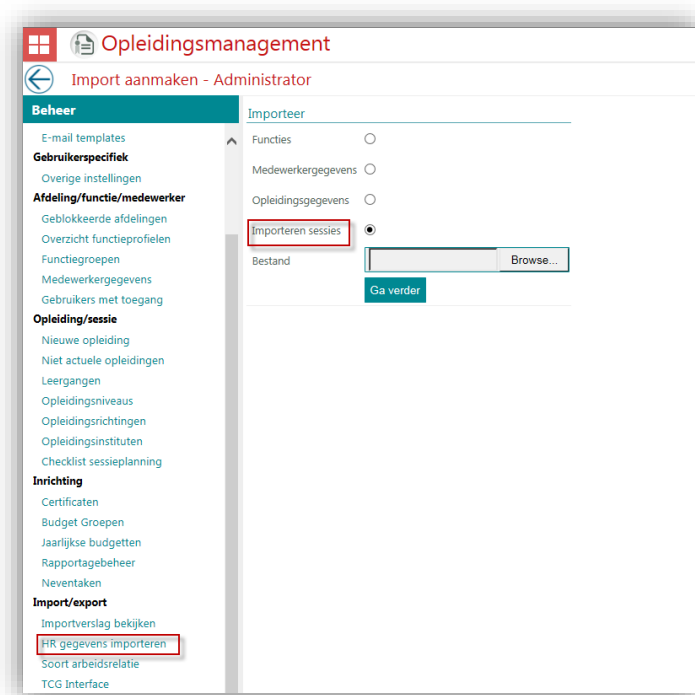 Opleidingsmanagement
Import aanmaken - Administrator
Beheer
E-mail templates
Gebruikerspecifiek
Overige instellingen
Afdeling/functie/medewerker
Geblokkeerde afdelingen
Overzicht functieprofielen
Functiegroepen
Medewerkergegevens
Gebruikers met toegang
Opleiding/sessie
Nieuwe opleiding
Niet actuele opleidingen
Leergangen
Opleidingsniveaus
Opleidingsrichtingen
Opleidingsinstituten
Checklist sessieplanning
Inrichting
Certificaten
Budget Groepen
Jaarlijkse budgetten
Rapportagebeheer
Neventaken
Import/export
Importverslag bekijken
HR gegevens importeren
Soort arbeidsrelatie
TCG Interface
Importeer
Functies
Medewerkergegevens
Opleidingsgegevens
Importeren sessies
Bestand
Browse...
Ga verder